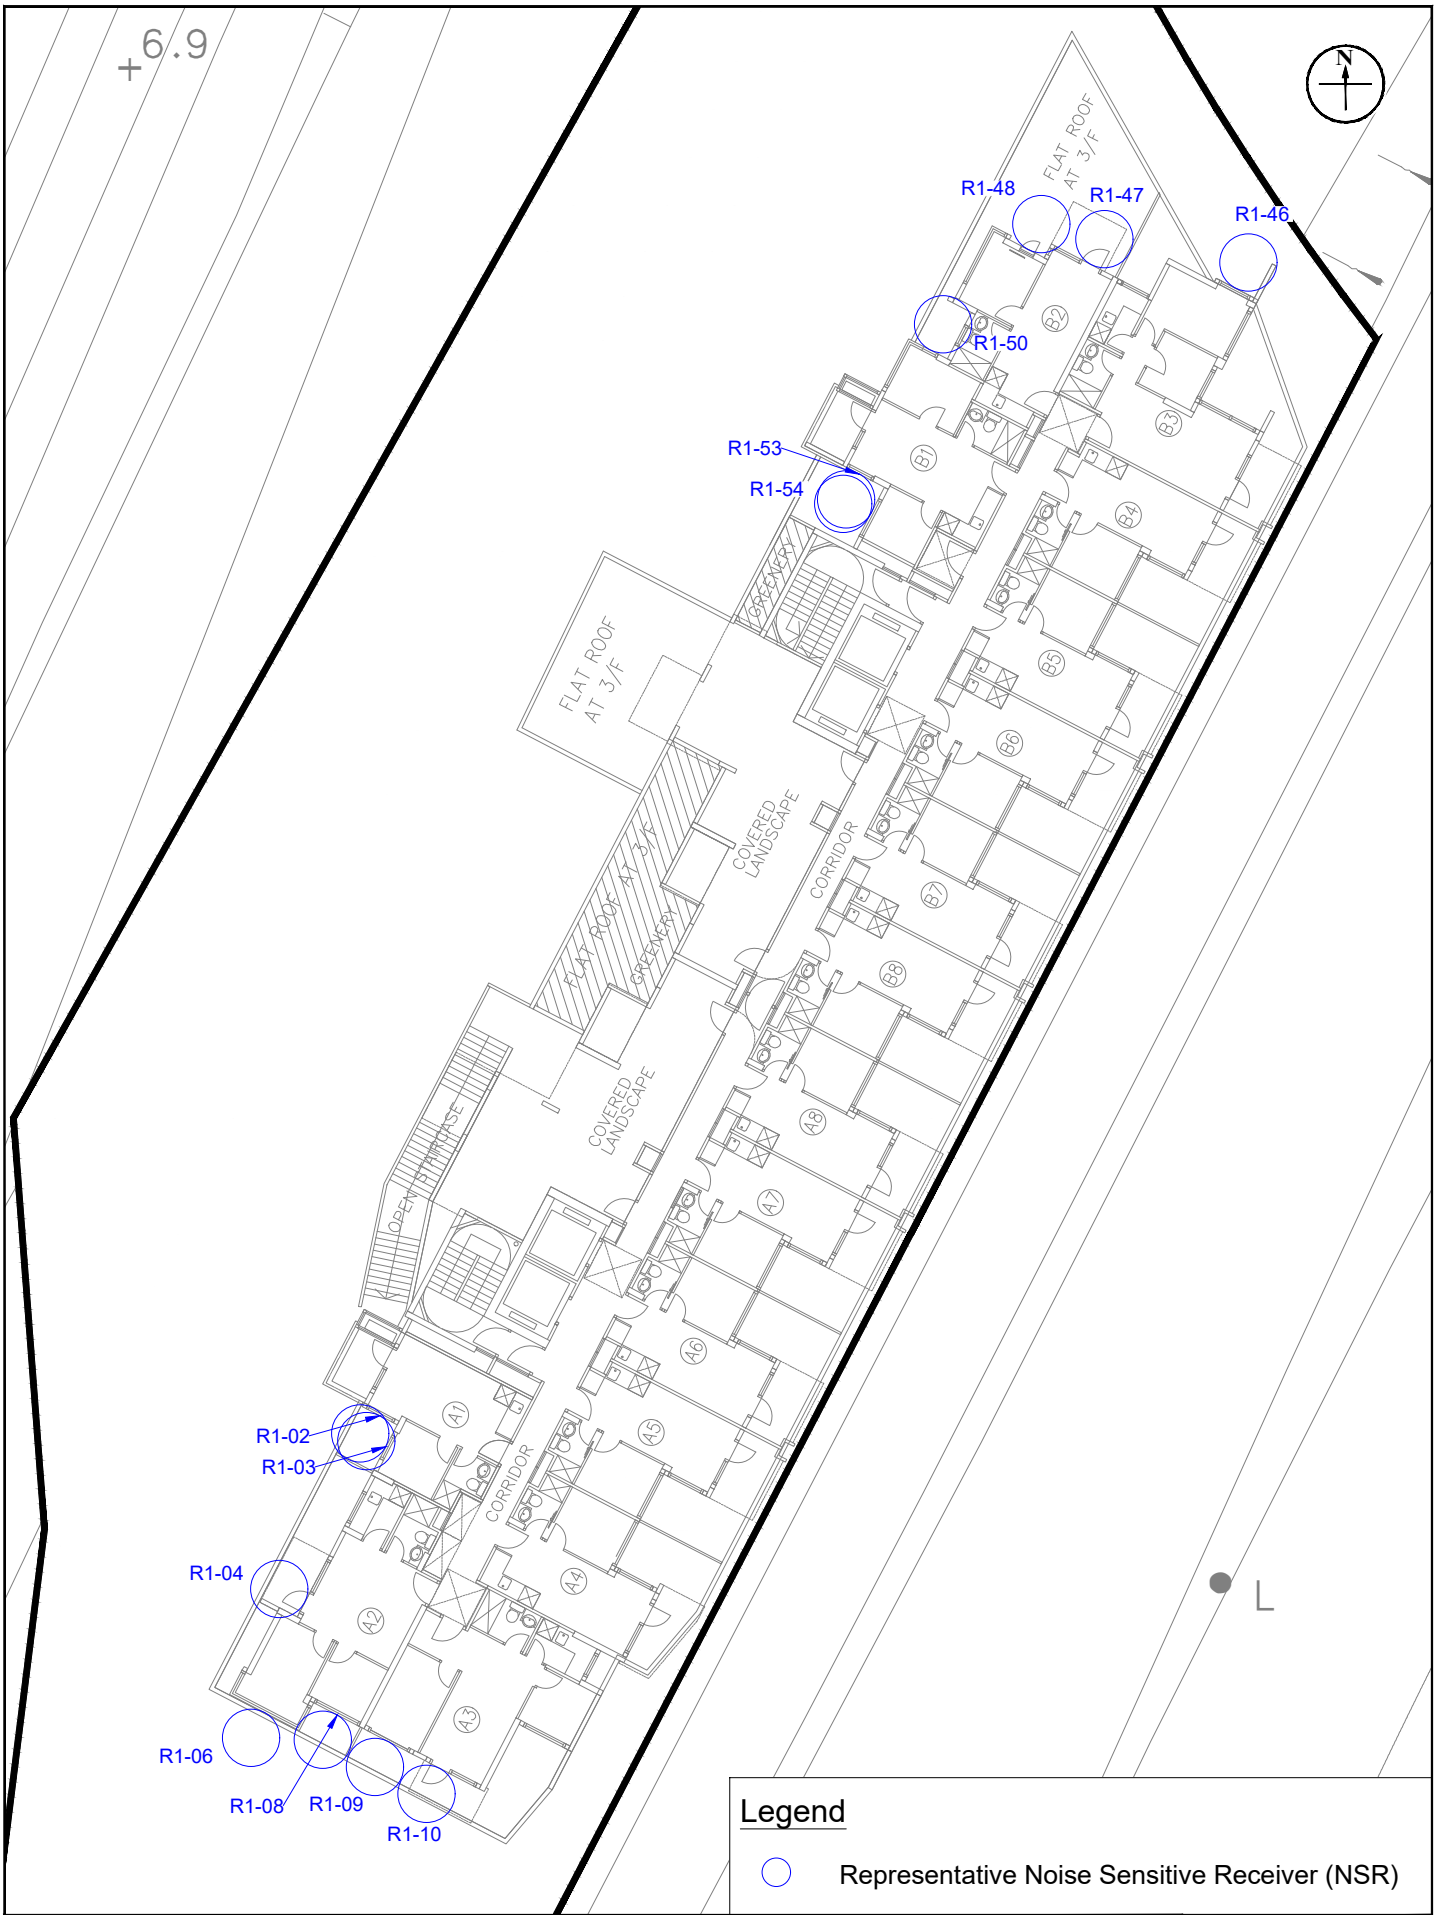 6.9
N
FLAT ROOF
AT 3/F
R1-48
R1-47
R1-46
B2
R1-50
B3
R1-53
B1
R1-54
B4
GREENERY
FLAT ROOF
AT 3/F
B5
B6
COVERED
LANDSCAPE
CORRIDOR
FLAT ROOF AT 3/F
GREENERY
B7
B8
COVERED
LANDSCAPE
A8
OPEN STAIRCASE
A7
A6
A1
R1-02
R1-03
A5
CORRIDOR
R1-04
A4
L
A2
A3
R1-06
R1-08
R1-09
R1-10
Legend
Representative Noise Sensitive Receiver (NSR)